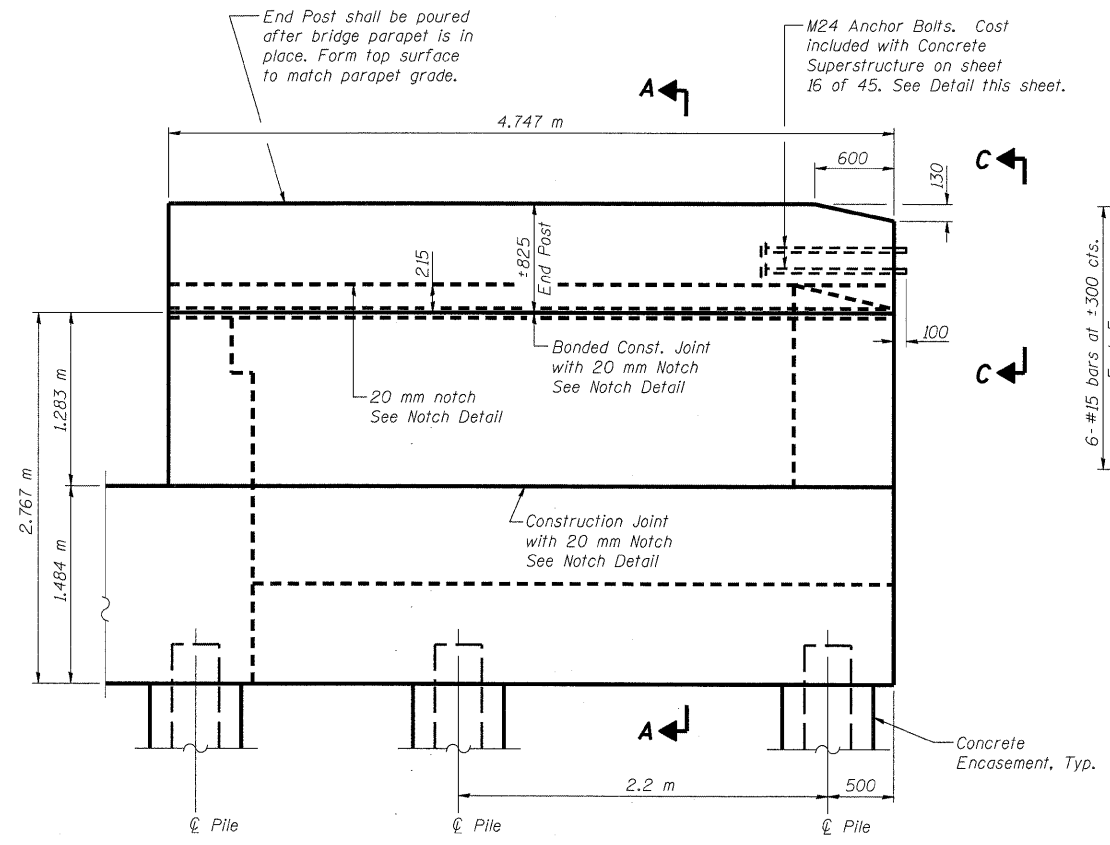 End Post shall be poured
after bridge parapet is in
place. Form top surface
to match parapet grade.
M24 Anchor Bolts. Cost
included with Concrete
Superstructure on sheet
16 of 45. See Detail this sheet.
A
4.747 m
C
600
130
215
±825
End Post
6-#15 bars at ±300 cts.
100
Bonded Const. Joint
with 20 mm Notch
See Notch Detail
C
20 mm notch
See Notch Detail
1.283 m
2.767 m
Construction Joint
with 20 mm Notch
See Notch Detail
1.484 m
A
Concrete
Encasement, Typ.
2.2 m
500
℄ Pile
℄ Pile
℄ Pile